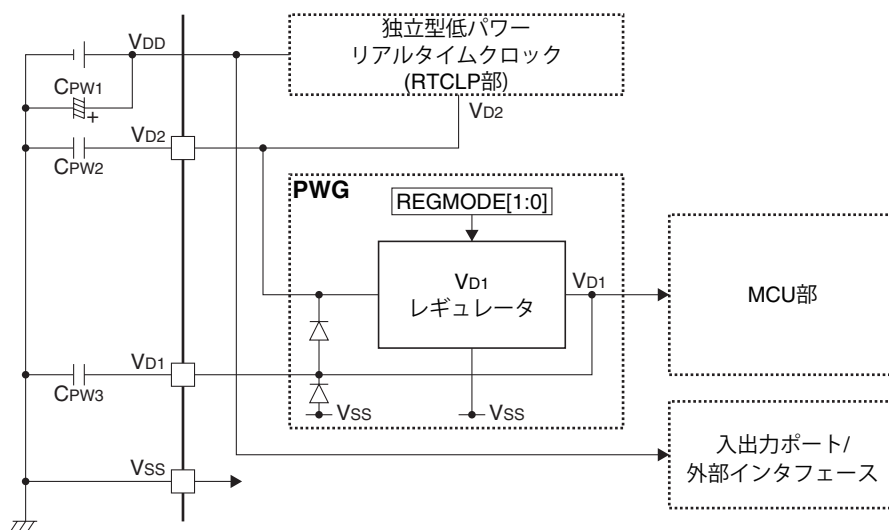 独立型低パワー
リアルタイムクロック
(RTCLP部)
VDD
CPW1
+
VD2
VD2
CPW2
PWG
REGMODE[1:0]
VD1
レギュレータ
VD1
MCU部
VD1
CPW3
VSS
VSS
入出力ポート/
外部インタフェース
VSS